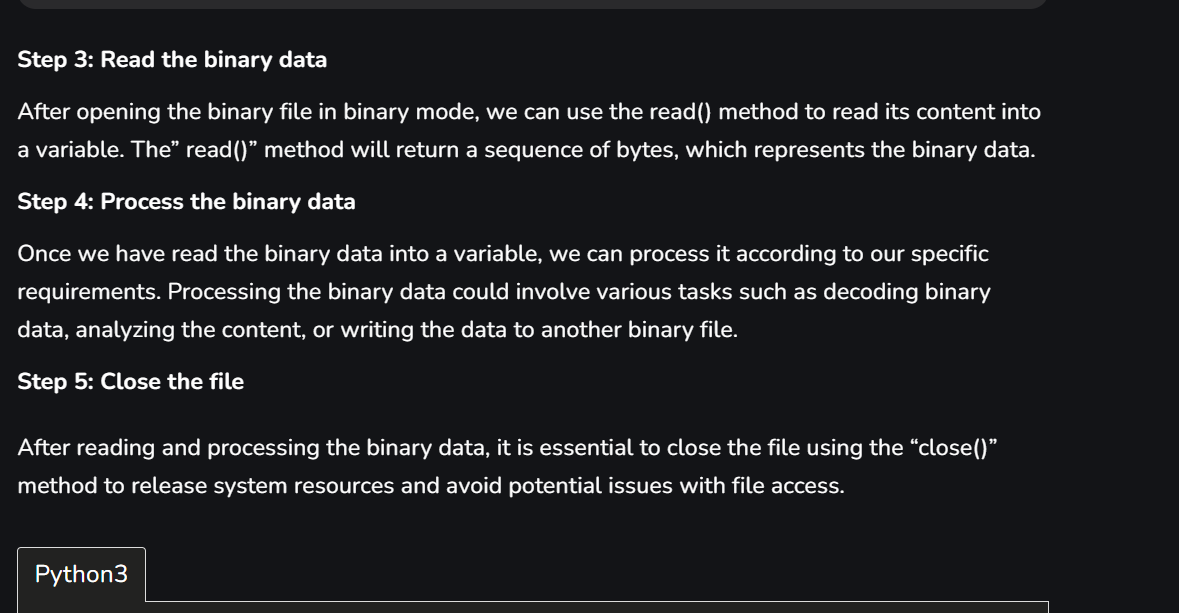 Step 3: Read the binary data
After opening the binary file in binary mode, we can use the read() method to read its content into
a variable. The” read()” method will return a sequence of bytes, which represents the binary data.
Step 4: Process the binary data
Once we have read the binary data into a variable, we can process it according to our specific
requirements. Processing the binary data could involve various tasks such as decoding binary
data, analyzing the content, or writing the data to another binary file.
Step 5: Close the file
After reading and processing the binary data, it is essential to close the file using the “close()”
method to release system resources and avoid potential issues with file access.
Python3